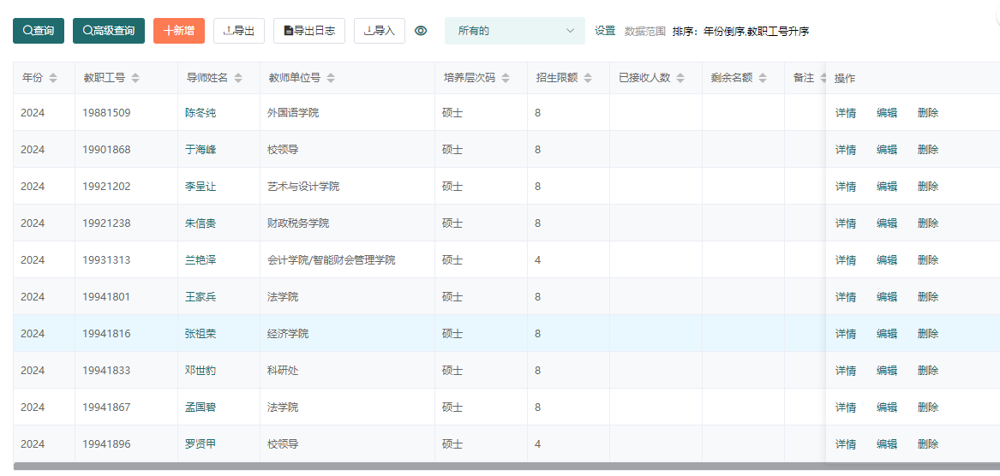 查询 高级查询 新增 导出 导出日志 导入 所有的 设置 数据范围 排序：年份倒序,教职工号升序
年份 教职工号 导师姓名 教师单位号 培养层次码 招生限额 已接收人数 剩余名额 备注 操作
2024 19881509 陈冬纯 外国语学院 硕士 8 详情 编辑 删除
2024 19901868 于海峰 校领导 硕士 8 详情 编辑 删除
2024 19921202 李呈让 艺术与设计学院 硕士 8 详情 编辑 删除
2024 19921238 朱信贵 财政税务学院 硕士 8 详情 编辑 删除
2024 19931313 兰艳泽 会计学院/智能财会管理学院 硕士 4 详情 编辑 删除
2024 19941801 王家兵 法学院 硕士 8 详情 编辑 删除
2024 19941816 张祖荣 经济学院 硕士 8 详情 编辑 删除
2024 19941833 邓世豹 科研处 硕士 8 详情 编辑 删除
2024 19941867 孟国碧 法学院 硕士 8 详情 编辑 删除
2024 19941896 罗贤甲 校领导 硕士 4 详情 编辑 删除